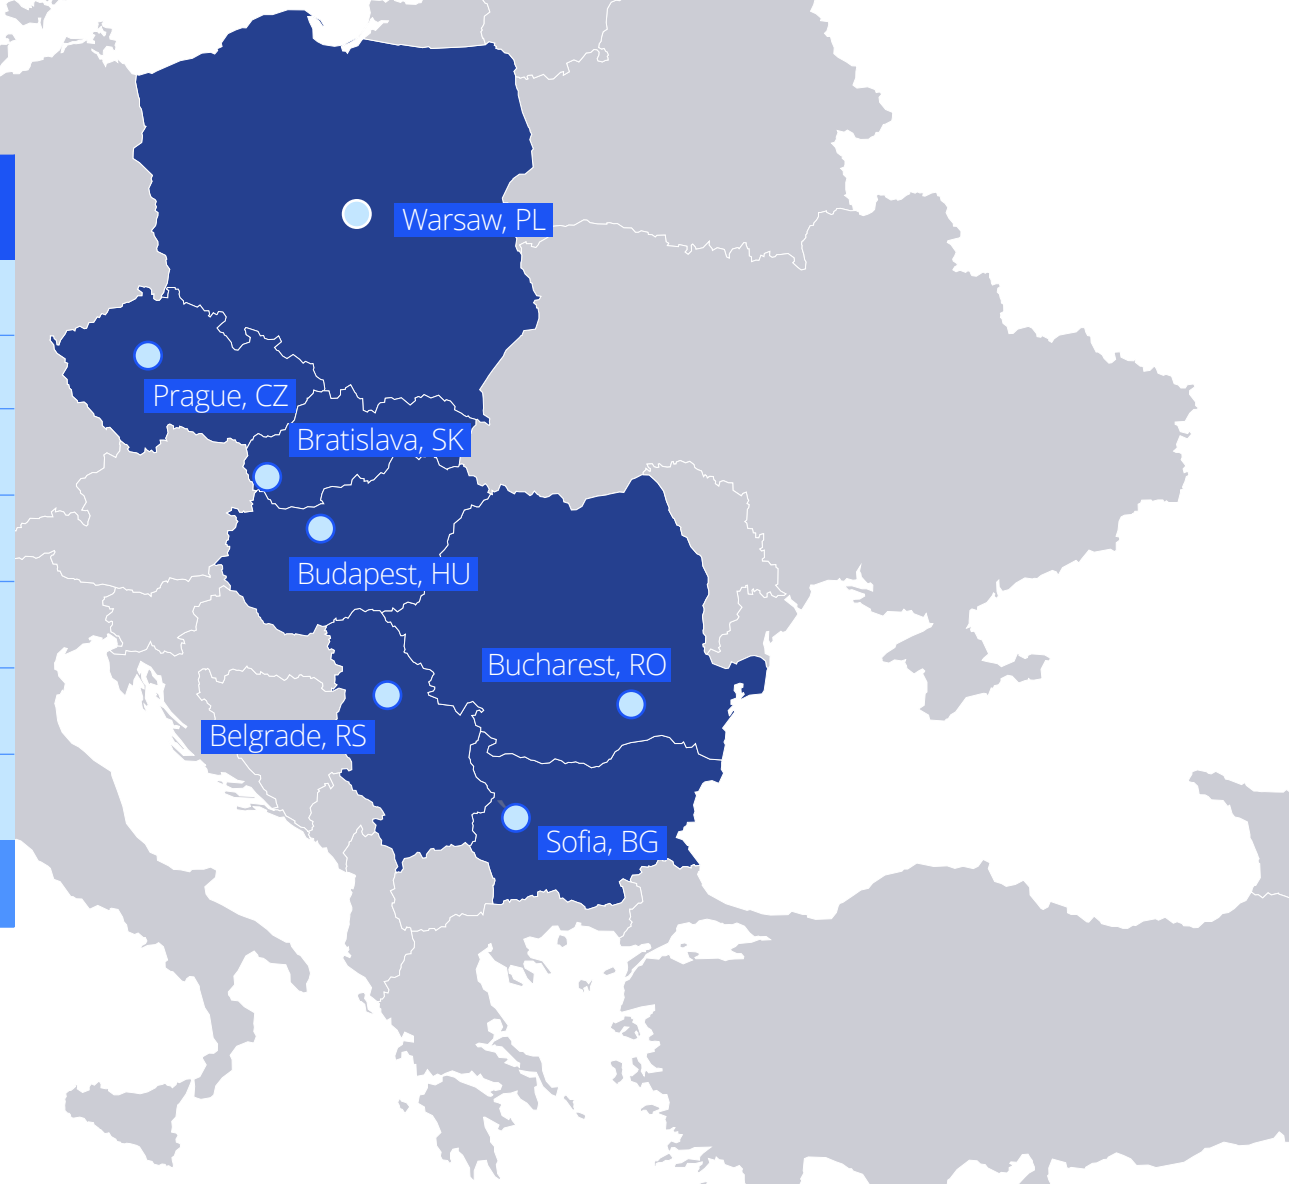 Warsaw, PL
Prague, CZ
Bratislava, SK
Budapest, HU
Bucharest, RO
Belgrade, RS
Sofia, BG